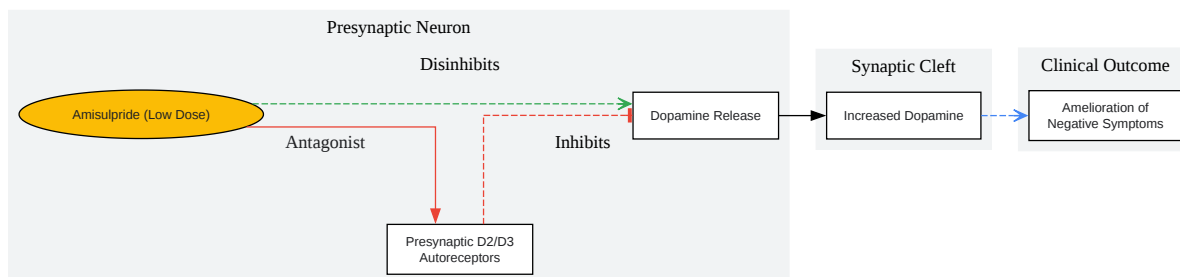 Presynaptic Neuron
Disinhibits
Synaptic Cleft
Clinical Outcome
Amisulpride (Low Dose)
Dopamine Release
Increased Dopamine
Amelioration of
Negative Symptoms
Antagonist
Inhibits
Presynaptic D2/D3
Autoreceptors